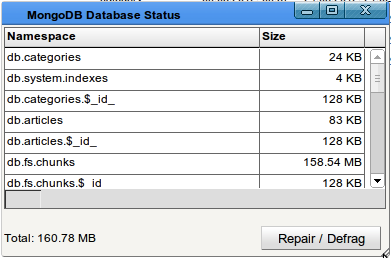 MongoDB Database Status
Namespace Size
db.categories 24 KB
db.system.indexes 4 KB
db.categories.$_id_ 128 KB
db.articles 83 KB
db.articles.$_id_ 128 KB
db.fs.chunks 158.54 MB
db.fs.chunks.$_id_ 128 KB
Total: 160.78 MB
Repair / Defrag